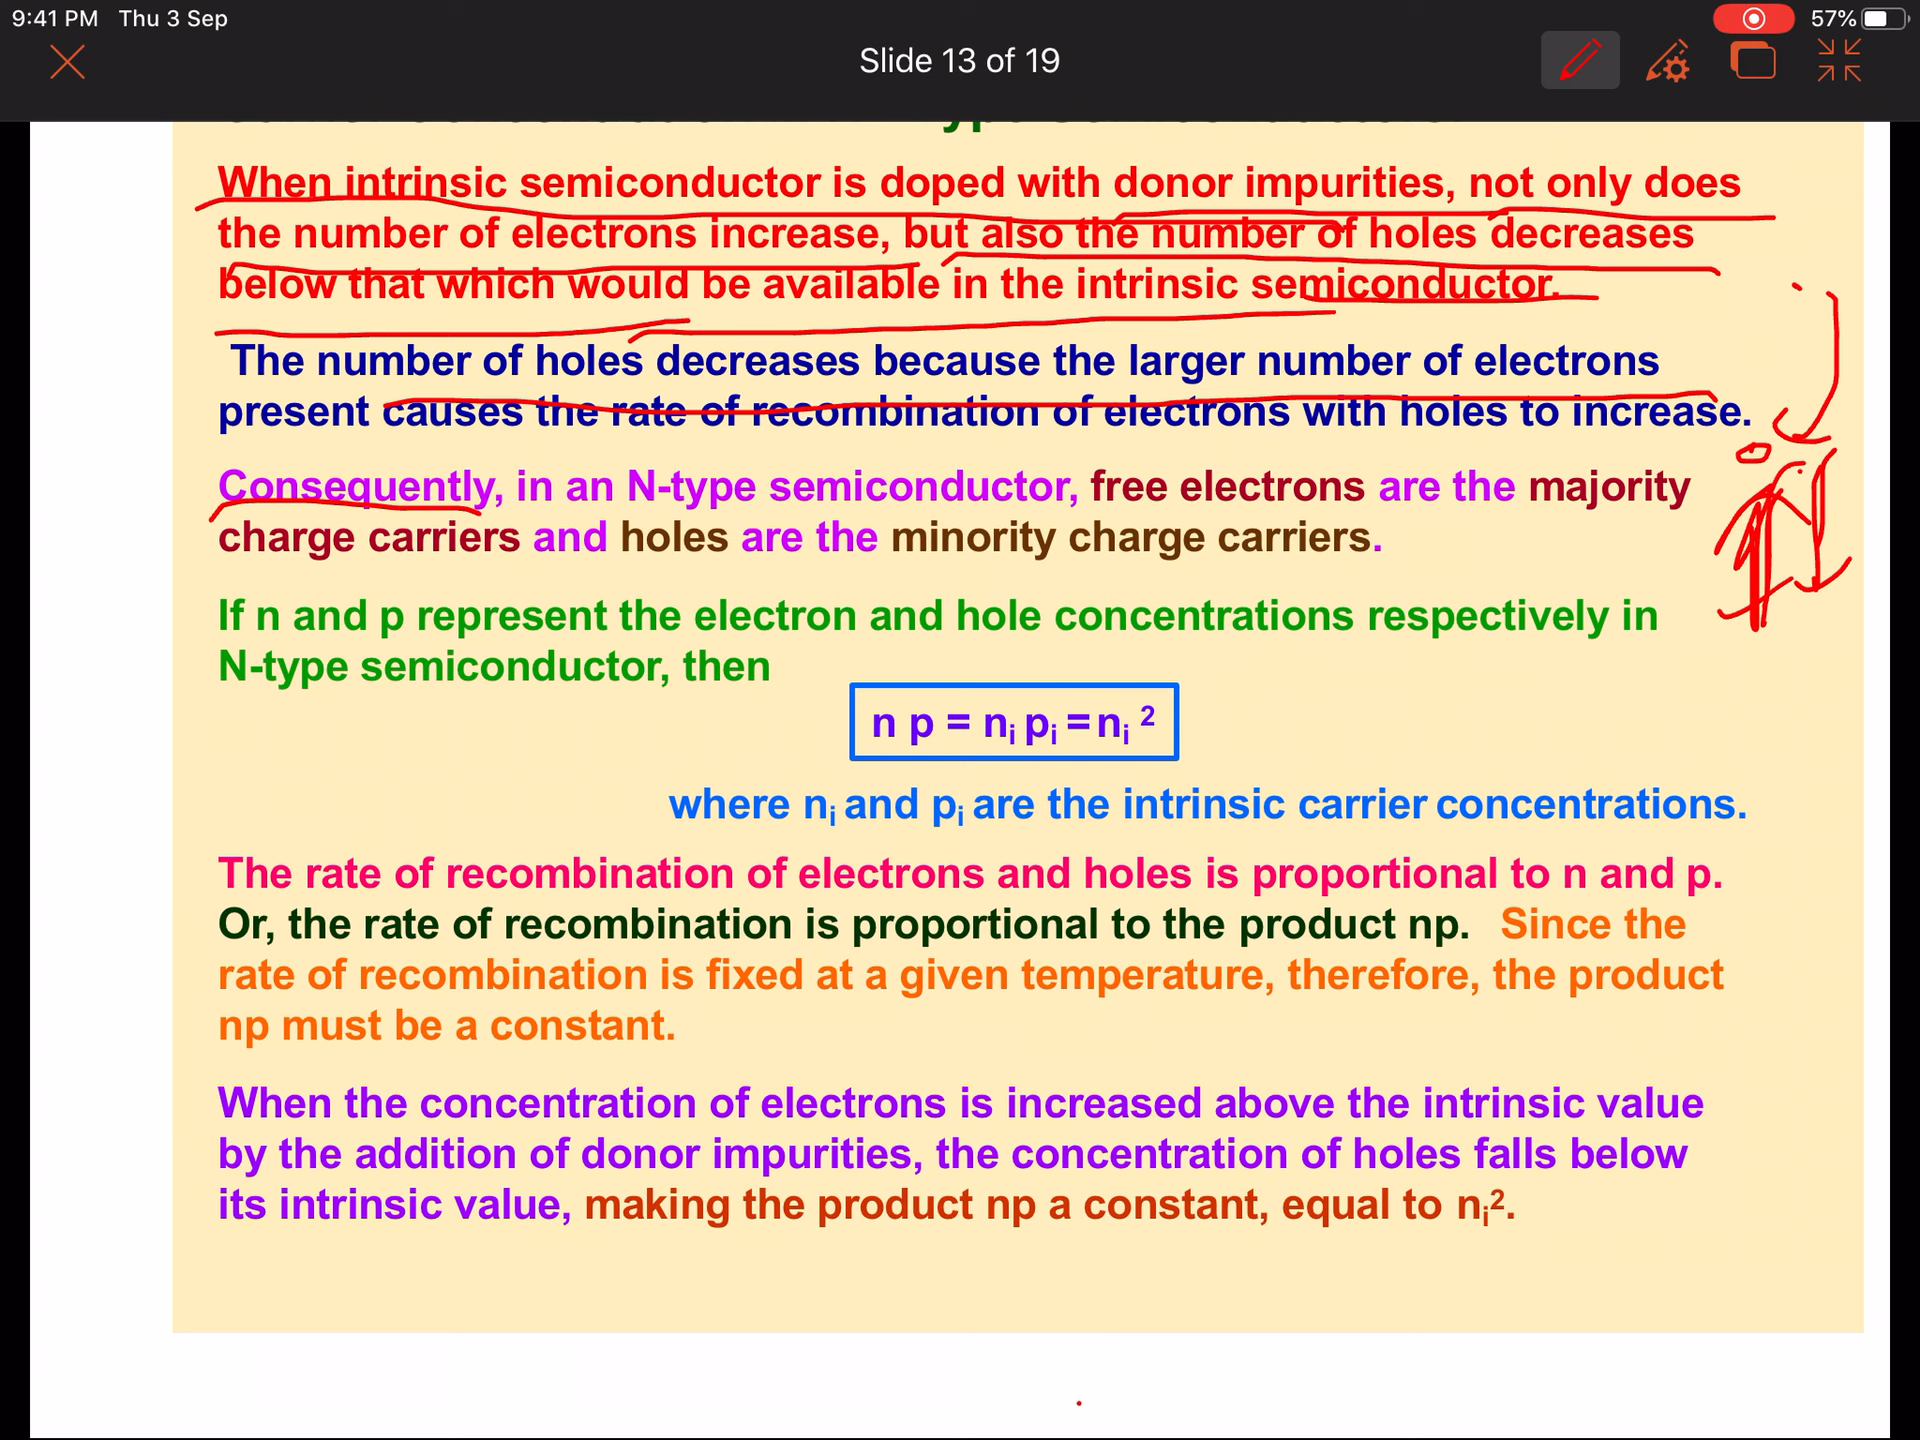 9:41 PM Thu 3 Sep
57%
Slide 13 of 19
When intrinsic semiconductor is doped with donor impurities, not only does
the number of electrons increase, but also the number of holes decreases
below that which would be available in the intrinsic semiconductor.
The number of holes decreases because the larger number of electrons
present causes the rate of recombination of electrons with holes to increase.
Consequently, in an N-type semiconductor, free electrons are the majority
charge carriers and holes are the minority charge carriers.
If n and p represent the electron and hole concentrations respectively in
N-type semiconductor, then
n p = nᵢ pᵢ = nᵢ ²
where nᵢ and pᵢ are the intrinsic carrier concentrations.
The rate of recombination of electrons and holes is proportional to n and p.
Or, the rate of recombination is proportional to the product np. Since the
rate of recombination is fixed at a given temperature, therefore, the product
np must be a constant.
When the concentration of electrons is increased above the intrinsic value
by the addition of donor impurities, the concentration of holes falls below
its intrinsic value, making the product np a constant, equal to nᵢ².